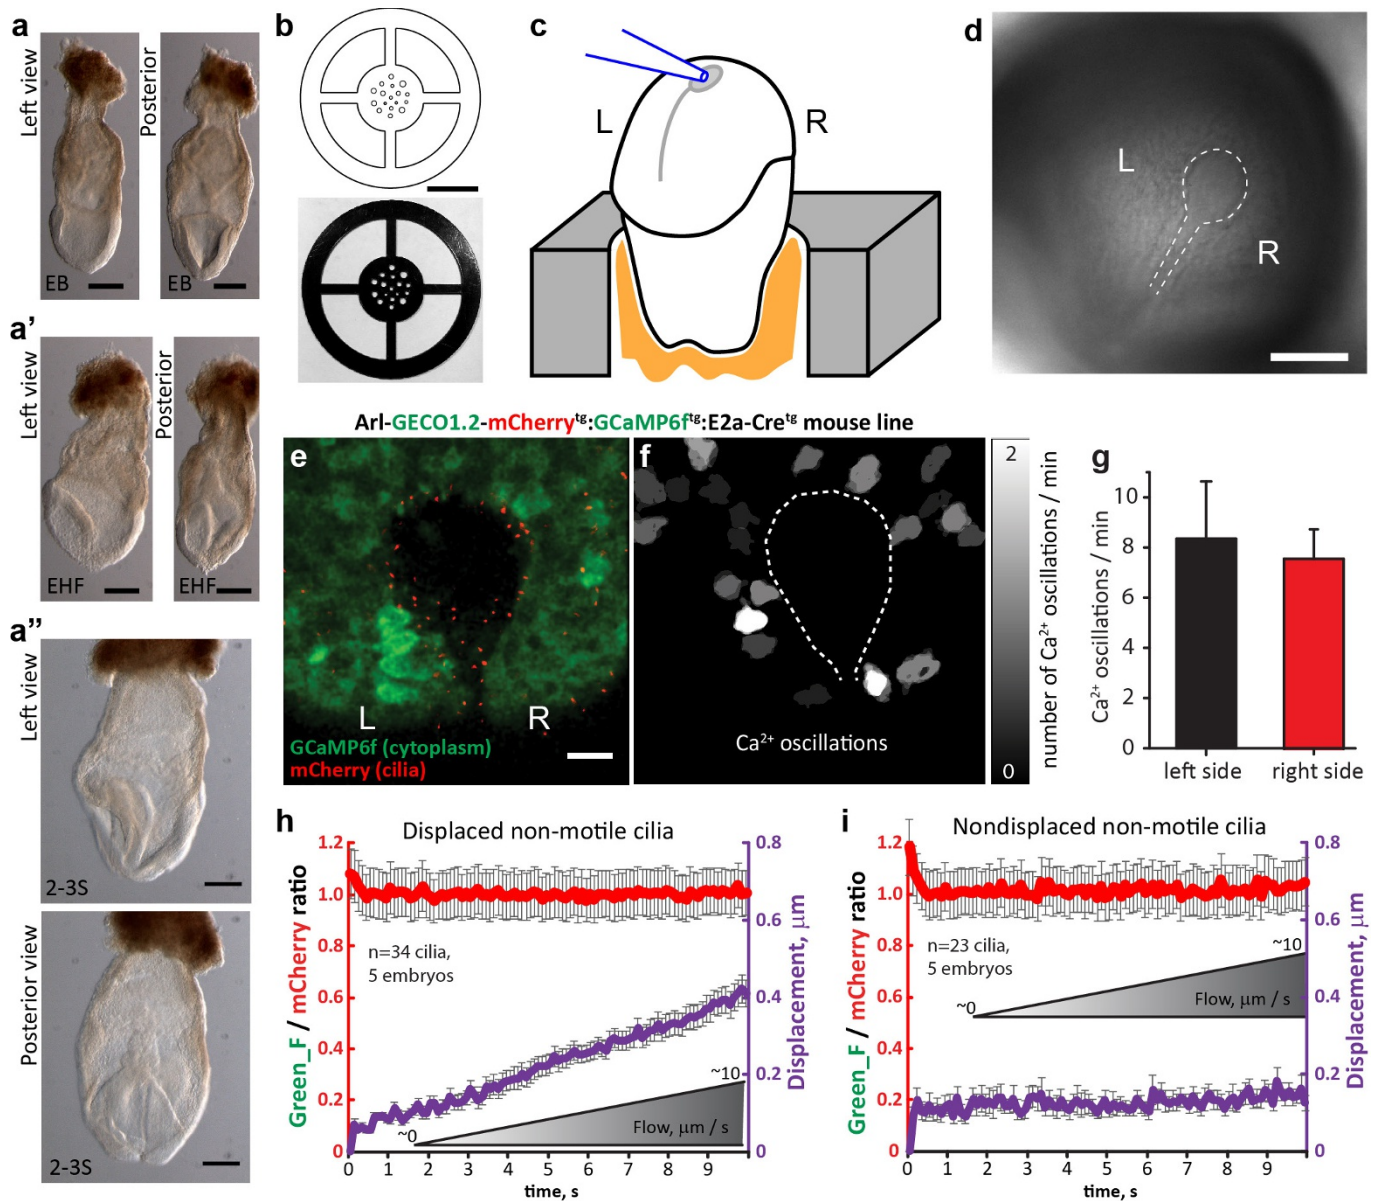 a
Left view
EB
Posterior
EB
b
c
L
R
d
L
R
a’
Left view
EHF
Posterior
EHF
Arl-GECO1.2-mCherryᵗᵍ:GCaMP6fᵗᵍ:E2a-Creᵗᵍ mouse line
e
L
R
GCaMP6f (cytoplasm)
mCherry (cilia)
f
Ca²⁺ oscillations
2
0
number of Ca²⁺ oscillations / min
g
Ca²⁺ oscillations / min
10
8
6
4
2
0
left side
right side
a’’
Left view
2-3S
Posterior view
2-3S
h
Displaced non-motile cilia
Green_F / mCherry ratio
1.2
1.0
0.8
0.6
0.4
0.2
0
n=34 cilia,
5 embryos
~0
~10
Flow, μm / s
0.8
0.6
0.4
0.2
0
Displacement, μm
0 1 2 3 4 5 6 7 8 9
time, s
i
Nondisplaced non-motile cilia
Green_F / mCherry ratio
1.2
1.0
0.8
0.6
0.4
0.2
0
n=23 cilia,
5 embryos
~0
~10
Flow, μm / s
0.8
0.6
0.4
0.2
0
Displacement, μm
0 1 2 3 4 5 6 7 8 9
time, s